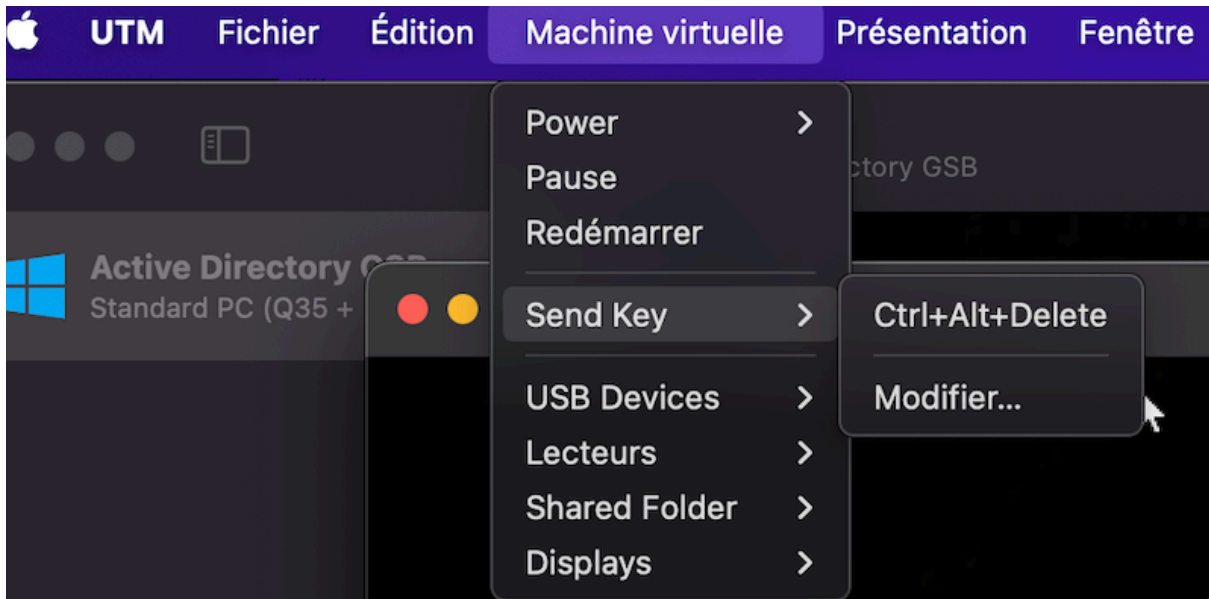 UTM Fichier Édition Machine virtuelle Présentation Fenêtre
Power
Pause
ctory GSB
Redémarrer
Active Directory
Standard PC (Q35 +
Send Key
Ctrl+Alt+Delete
USB Devices
Modifier...
Lecteurs
Shared Folder
Displays